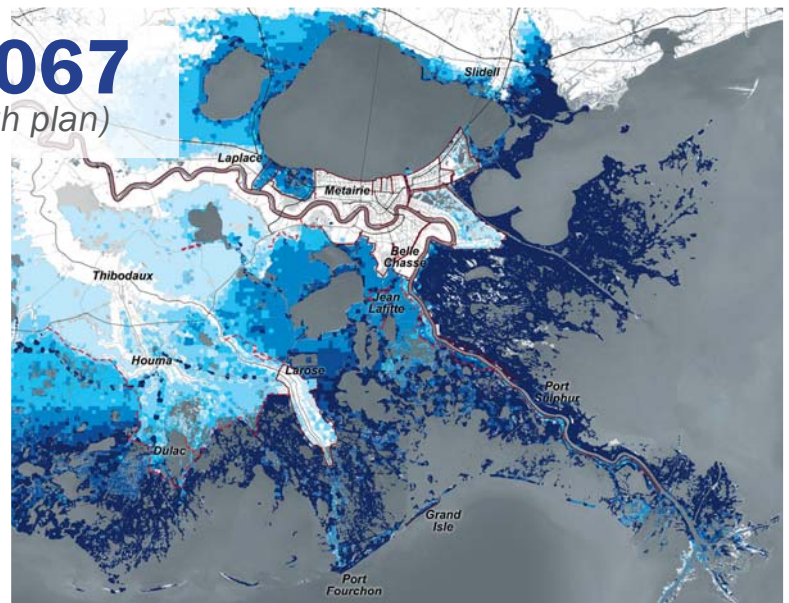 067
h plan)
Slidell
Laplace
Metairie
Belle
Chasse
Thibodaux
Jean
Lafitte
Houma
Larose
Port
Sulphur
Dulac
Grand
Isle
Port
Fourchon